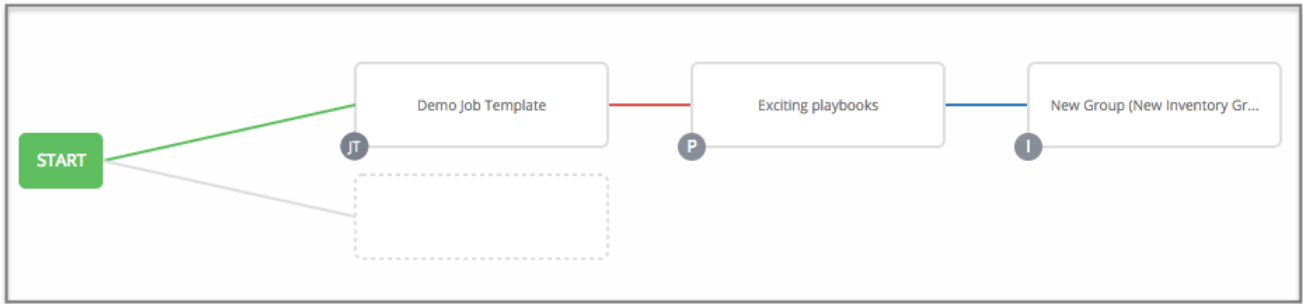 START
Demo Job Template
JT
Exciting playbooks
P
New Group (New Inventory Gr...
I